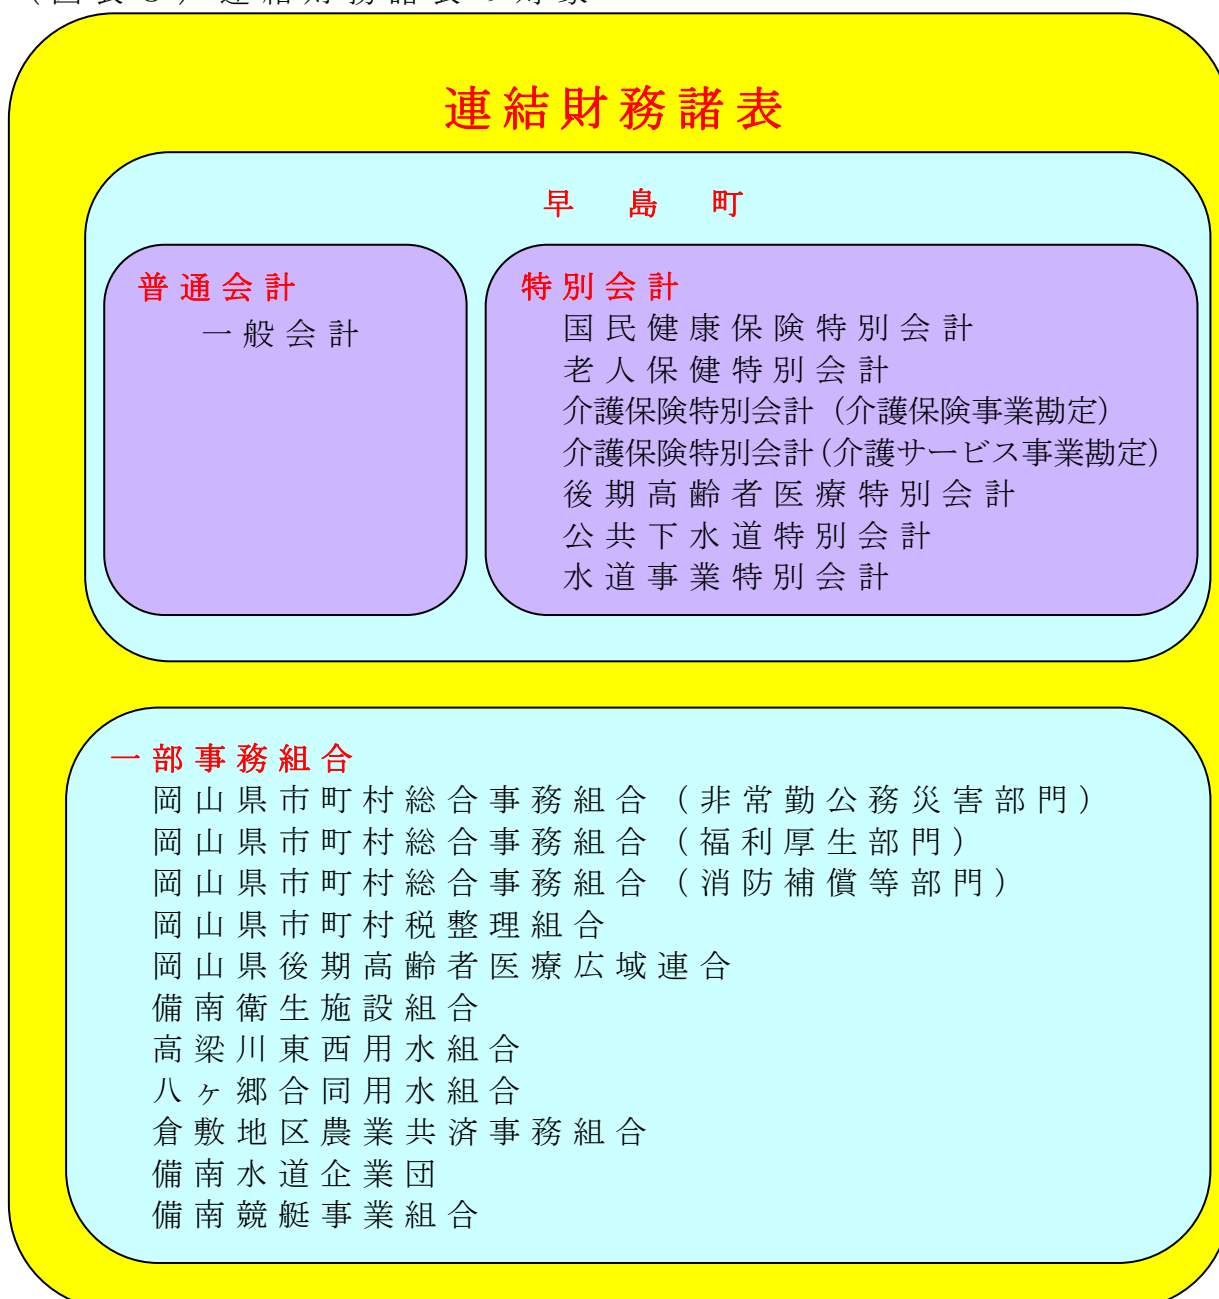 連結財務諸表
早島町
普通会計
一般会計
特別会計
国民健康保険特別会計
老人保健特別会計
介護保険特別会計（介護保険事業勘定）
介護保険特別会計（介護サービス事業勘定）
後期高齢者医療特別会計
公共下水道特別会計
水道事業特別会計
一部事務組合
岡山県市町村総合事務組合（非常勤公務災害部門）
岡山県市町村総合事務組合（福利厚生部門）
岡山県市町村総合事務組合（消防補償等部門）
岡山県市町村税整理組合
岡山県後期高齢者医療広域連合
備南衛生施設組合
高梁川東西用水組合
八ヶ郷合同用水組合
倉敷地区農業共済事務組合
備南水道企業団
備南競艇事業組合